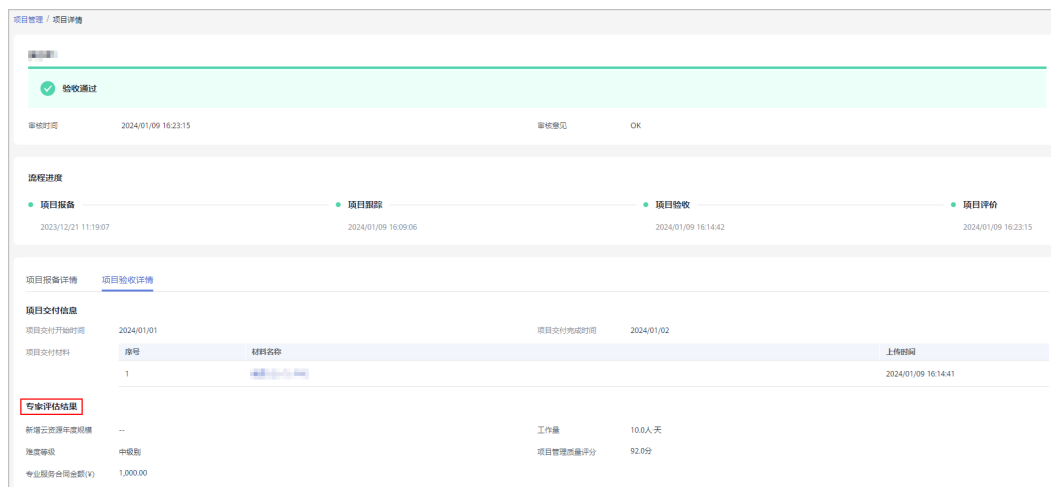 项目管理 / 项目详情
验收通过
审核时间 2024/01/09 16:23:15 审核意见 OK
流程进度
项目报备 项目跟踪 项目验收 项目评价
2023/12/21 11:19:07 2024/01/09 16:09:06 2024/01/09 16:14:42 2024/01/09 16:23:15
项目报备详情 项目验收详情
项目交付信息
项目交付开始时间 2024/01/01 项目交付完成时间 2024/01/02
项目交付材料 序号 材料名称 上传时间
1 2024/01/09 16:14:41
专家评估结果
新增云资源年度规模 -- 工作量 10.0人·天
难度等级 中级别 项目管理质量评分 92.0分
专业服务合同金额(¥) 1,000.00